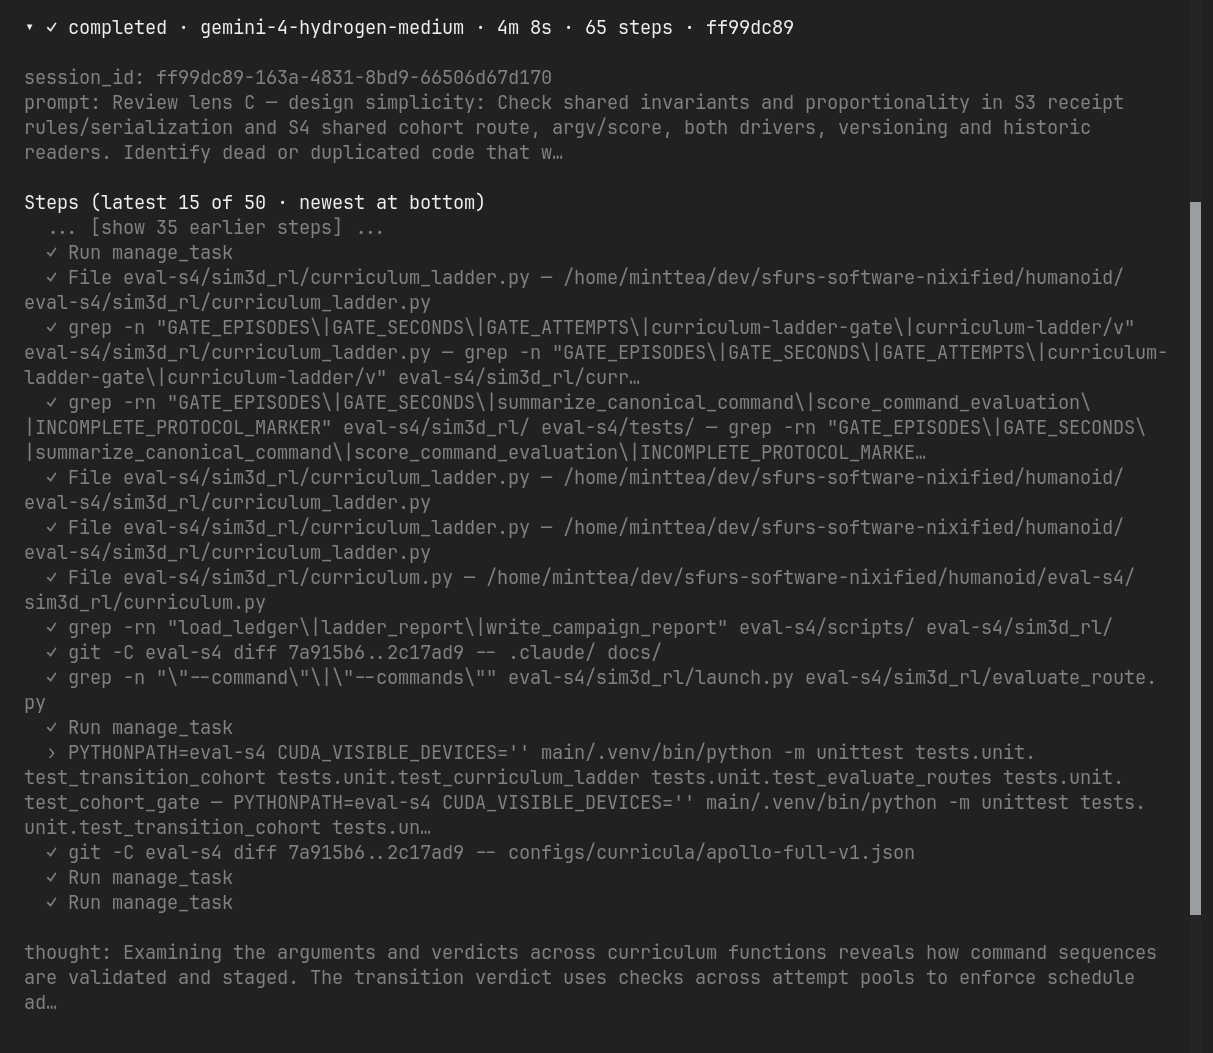 ▾ ✓ completed · gemini-4-hydrogen-medium · 4m 8s · 65 steps · ff99dc89
session_id: ff99dc89-163a-4831-8bd9-66506d67d170
prompt: Review lens C — design simplicity: Check shared invariants and proportionality in S3 receipt
rules/serialization and S4 shared cohort route, argv/score, both drivers, versioning and historic
readers. Identify dead or duplicated code that w…
Steps (latest 15 of 50 · newest at bottom)
... [show 35 earlier steps] ...
✓ Run manage_task
✓ File eval-s4/sim3d_rl/curriculum_ladder.py — /home/minttea/dev/sfurs-software-nixified/humanoid/
eval-s4/sim3d_rl/curriculum_ladder.py
✓ grep -n "GATE_EPISODES\|GATE_SECONDS\|GATE_ATTEMPTS\|curriculum-ladder-gate\|curriculum-ladder/v"
eval-s4/sim3d_rl/curriculum_ladder.py — grep -n "GATE_EPISODES\|GATE_SECONDS\|GATE_ATTEMPTS\|curriculum-
ladder-gate\|curriculum-ladder/v" eval-s4/sim3d_rl/curr…
✓ grep -rn "GATE_EPISODES\|GATE_SECONDS\|summarize_canonical_command\|score_command_evaluation\
|INCOMPLETE_PROTOCOL_MARKER" eval-s4/sim3d_rl/ eval-s4/tests/ — grep -rn "GATE_EPISODES\|GATE_SECONDS\
|summarize_canonical_command\|score_command_evaluation\|INCOMPLETE_PROTOCOL_MARKE…
✓ File eval-s4/sim3d_rl/curriculum_ladder.py — /home/minttea/dev/sfurs-software-nixified/humanoid/
eval-s4/sim3d_rl/curriculum_ladder.py
✓ File eval-s4/sim3d_rl/curriculum_ladder.py — /home/minttea/dev/sfurs-software-nixified/humanoid/
eval-s4/sim3d_rl/curriculum_ladder.py
✓ File eval-s4/sim3d_rl/curriculum.py — /home/minttea/dev/sfurs-software-nixified/humanoid/eval-s4/
sim3d_rl/curriculum.py
✓ grep -rn "load_ledger\|ladder_report\|write_campaign_report" eval-s4/scripts/ eval-s4/sim3d_rl/
✓ git -C eval-s4 diff 7a915b6..2c17ad9 -- .claude/ docs/
✓ grep -n "\"--command\"\|\"--commands\"" eval-s4/sim3d_rl/launch.py eval-s4/sim3d_rl/evaluate_route.
py
✓ Run manage_task
› PYTHONPATH=eval-s4 CUDA_VISIBLE_DEVICES='' main/.venv/bin/python -m unittest tests.unit.
test_transition_cohort tests.unit.test_curriculum_ladder tests.unit.test_evaluate_routes tests.unit.
test_cohort_gate — PYTHONPATH=eval-s4 CUDA_VISIBLE_DEVICES='' main/.venv/bin/python -m unittest tests.
unit.test_transition_cohort tests.un…
✓ git -C eval-s4 diff 7a915b6..2c17ad9 -- configs/curricula/apollo-full-v1.json
✓ Run manage_task
✓ Run manage_task
thought: Examining the arguments and verdicts across curriculum functions reveals how command sequences
are validated and staged. The transition verdict uses checks across attempt pools to enforce schedule
ad…